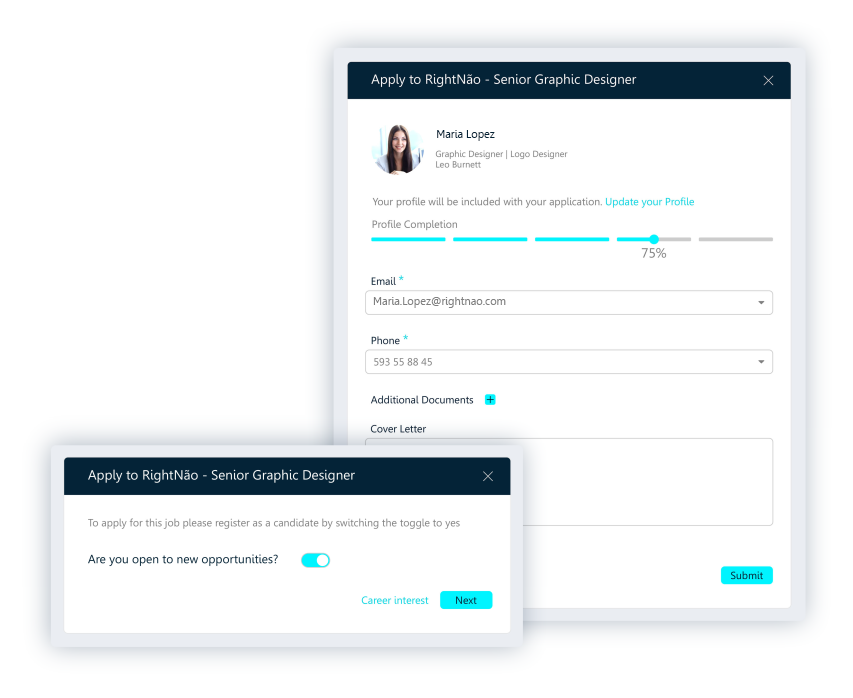 Apply to RightNão - Senior Graphic Designer
Maria Lopez
Graphic Designer | Logo Designer
Leo Burnett
Your profile will be included with your application. Update your Profile
Profile Completion
75%
Email *
Maria.Lopez@rightnao.com
Phone *
593 55 88 45
Additional Documents +
Cover Letter
Submit
Apply to RightNão - Senior Graphic Designer
To apply for this job please register as a candidate by switching the toggle to yes
Are you open to new opportunities?
Career interest Next